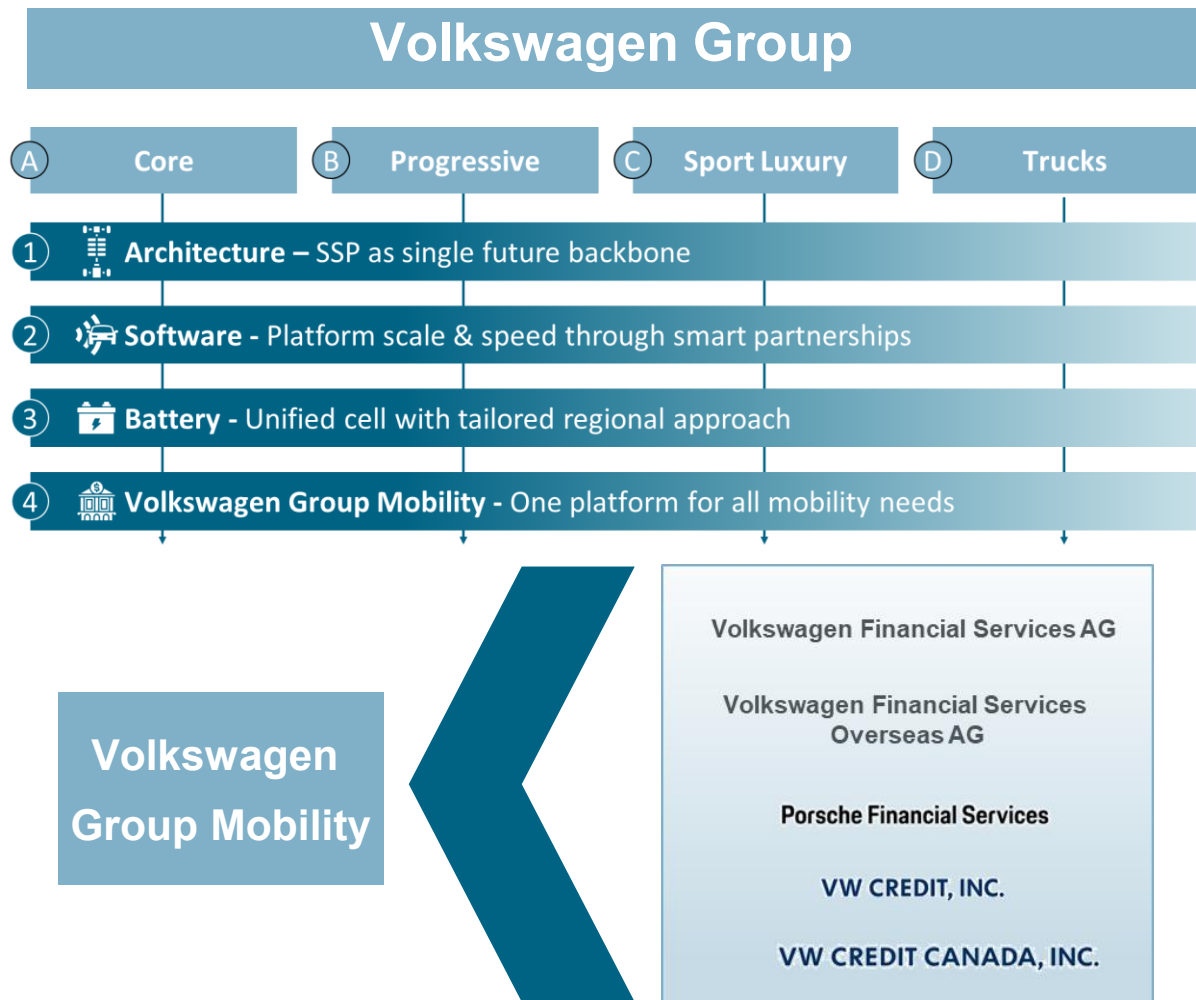 Volkswagen Group
A Core
B Progressive
C Sport Luxury
D Trucks
1 Architecture – SSP as single future backbone
2 Software - Platform scale & speed through smart partnerships
3 Battery - Unified cell with tailored regional approach
4 Volkswagen Group Mobility - One platform for all mobility needs
Volkswagen
Group Mobility
Volkswagen Financial Services AG
Volkswagen Financial Services
Overseas AG
Porsche Financial Services
VW CREDIT, INC.
VW CREDIT CANADA, INC.